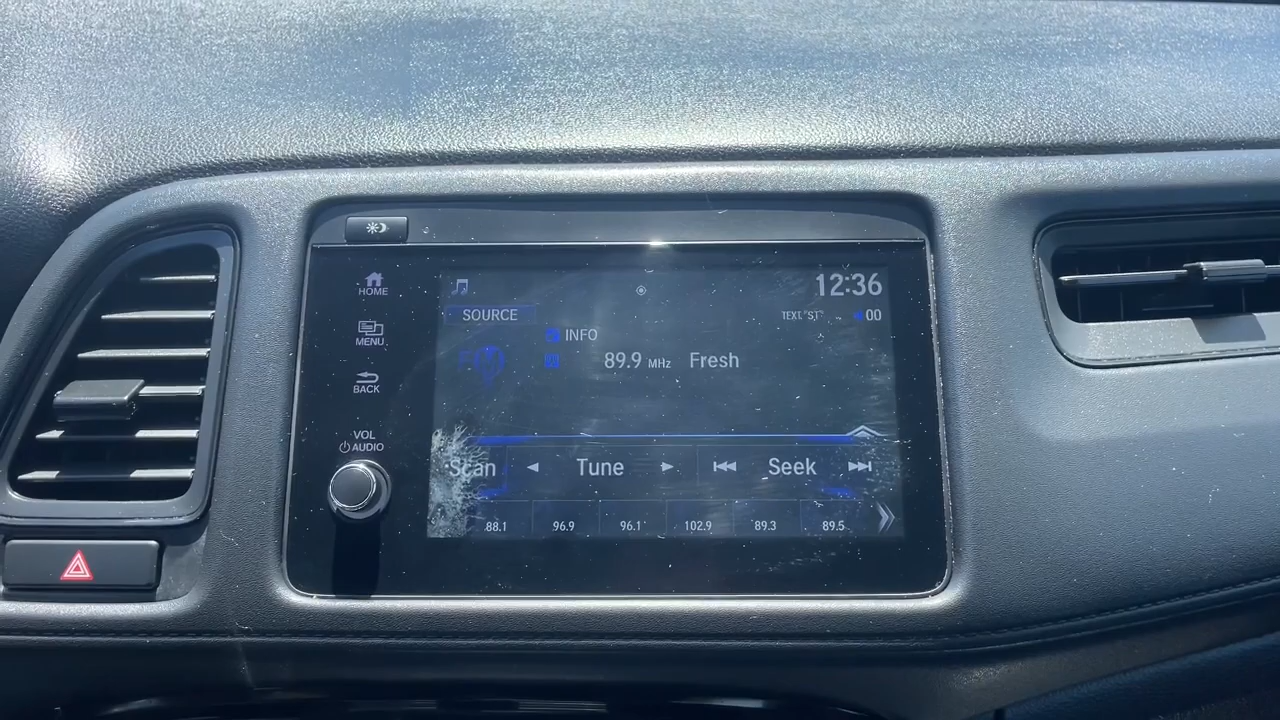 HOME
MENU
BACK
VOL
AUDIO
12:36
SOURCE
TEXT "ST"
00
INFO
89.9 MHz Fresh
Scan Tune Seek
88.1 96.9 96.1 102.9 89.3 89.5